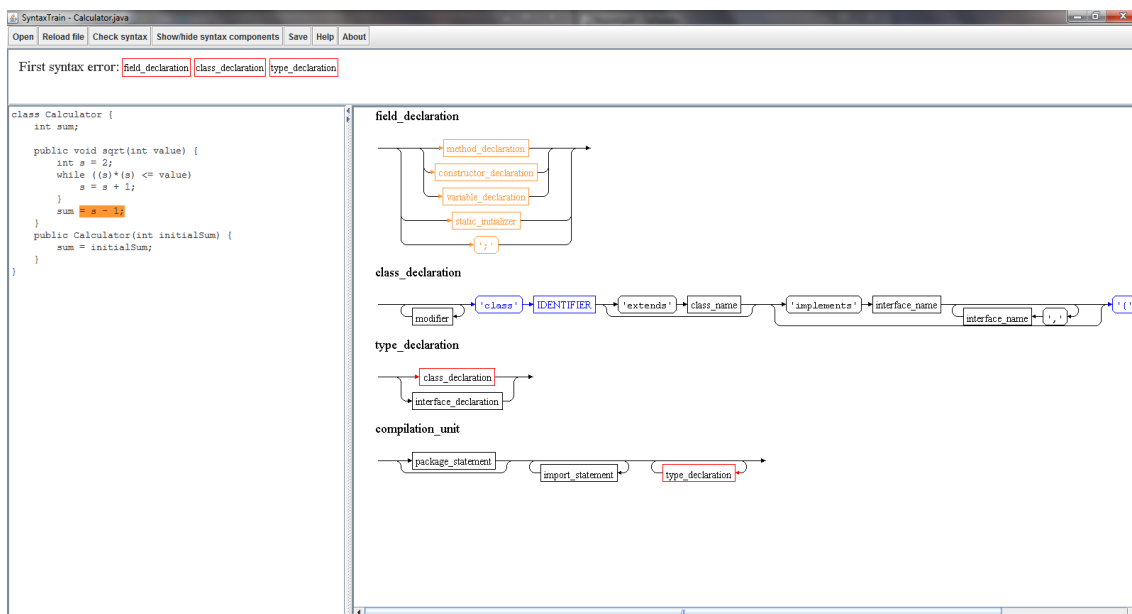 SyntaxTrain - Calculator.java
Open Reload file Check syntax Show/hide syntax components Save Help About
First syntax error: field_declaration class_declaration type_declaration
class Calculator {
int sum;
public void sqrt(int value) {
int s = 2;
while ((s)*(s) <= value)
s = s + 1;
}
sum = s - 1;
}
public Calculator(int initialSum) {
sum = initialSum;
}
}
field_declaration
method_declaration
constructor_declaration
variable_declaration
static_initializer
';'
class_declaration
'class' IDENTIFIER 'extends' class_name 'implements' interface_name '{'
modifier interface_name ','
type_declaration
class_declaration
interface_declaration
compilation_unit
package_statement
import_statement type_declaration